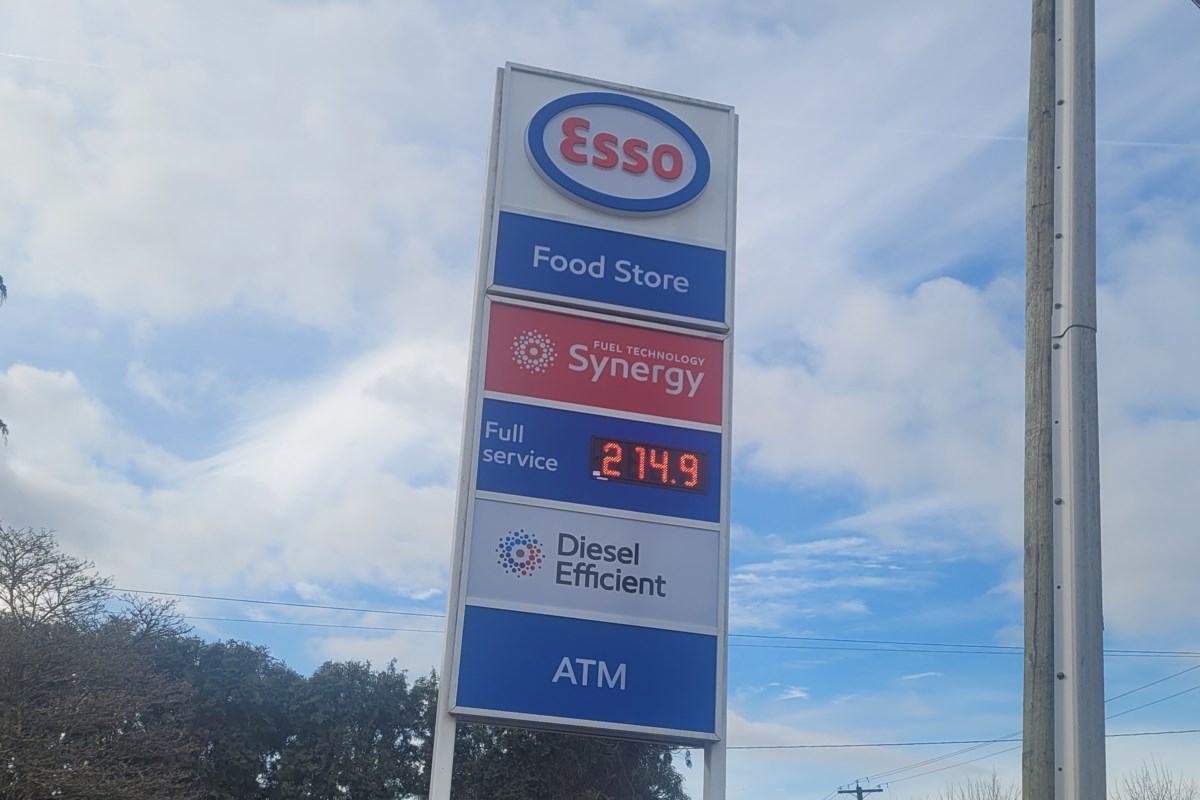 Esso
Food Store
FUEL TECHNOLOGY
Synergy
Full
service
214.9
Diesel
Efficient
ATM